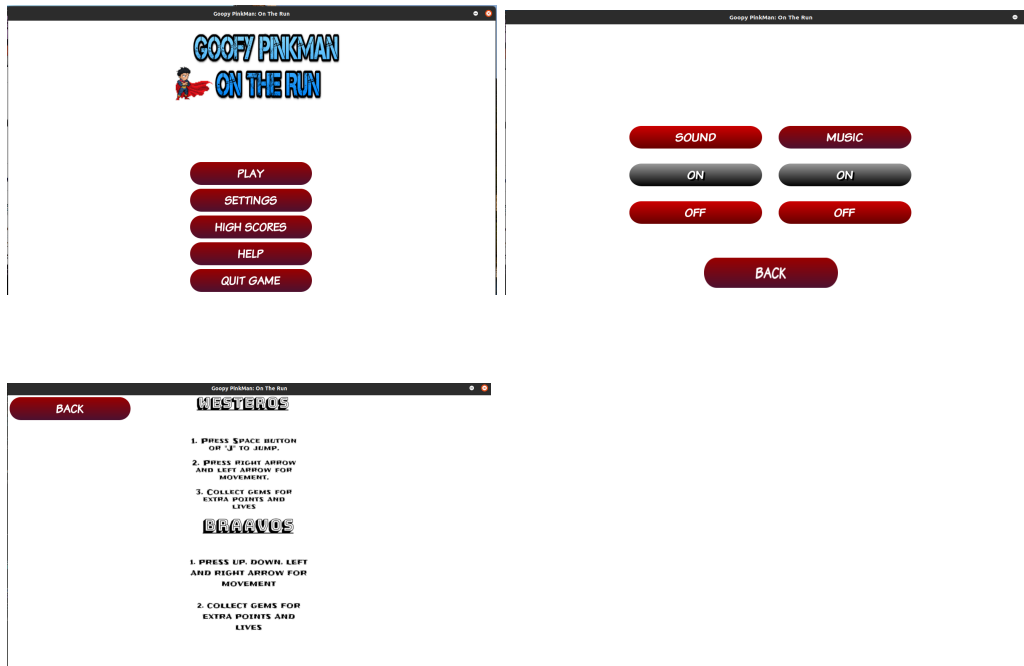 Goopy PinkMan: On The Run
GOOFY PINKMAN
ON THE RUN
PLAY
SETTINGS
HIGH SCORES
HELP
QUIT GAME
Goopy PinkMan: On The Run
SOUND
MUSIC
ON
ON
OFF
OFF
BACK
Goopy PinkMan: On The Run
BACK
WESTEROS
1. PRESS SPACE BUTTON
OR "J" TO JUMP.
2. PRESS RIGHT ARROW
AND LEFT ARROW FOR
MOVEMENT.
3. COLLECT GEMS FOR
EXTRA POINTS AND
LIVES
BRAAVOS
1. PRESS UP, DOWN, LEFT
AND RIGHT ARROW FOR
MOVEMENT
2. COLLECT GEMS FOR
EXTRA POINTS AND
LIVES